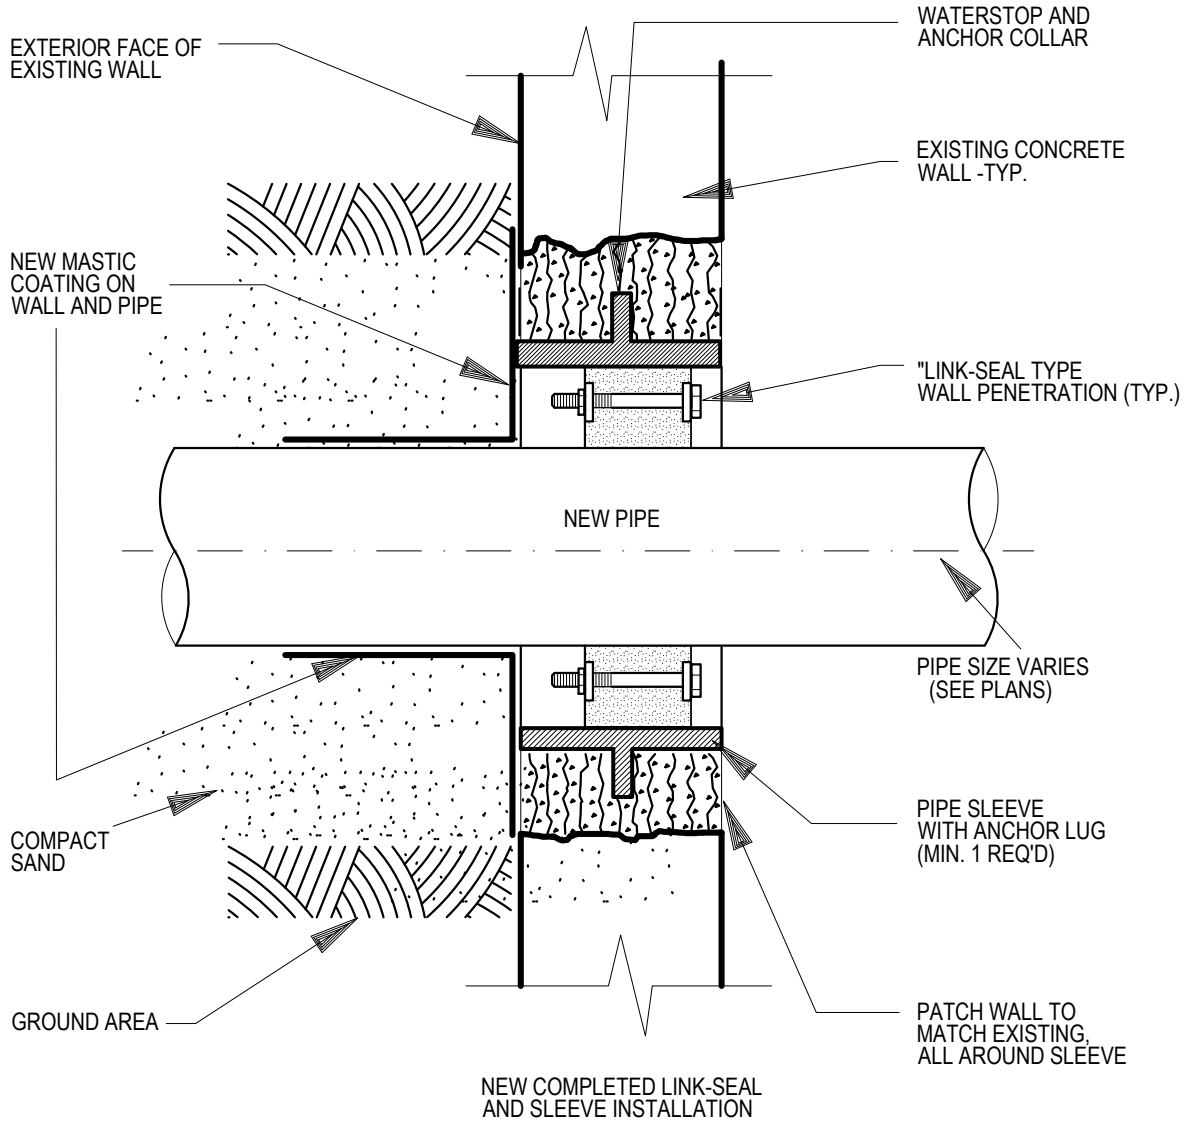 WATERSTOP AND
ANCHOR COLLAR
EXTERIOR FACE OF
EXISTING WALL
EXISTING CONCRETE
WALL -TYP.
NEW MASTIC
COATING ON
WALL AND PIPE
"LINK-SEAL TYPE
WALL PENETRATION (TYP.)
NEW PIPE
PIPE SIZE VARIES
(SEE PLANS)
PIPE SLEEVE
WITH ANCHOR LUG
(MIN. 1 REQ'D)
COMPACT
SAND
GROUND AREA
PATCH WALL TO
MATCH EXISTING,
ALL AROUND SLEEVE
NEW COMPLETED LINK-SEAL
AND SLEEVE INSTALLATION